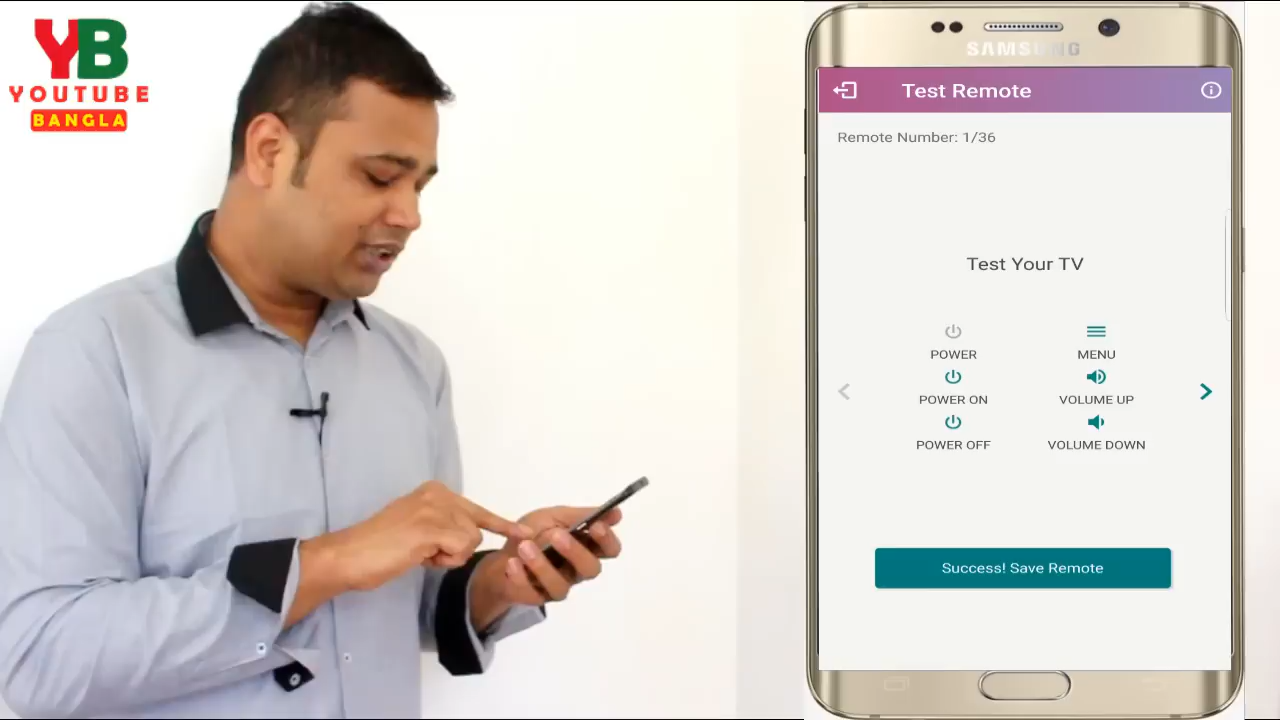 YB
YOUTUBE
BANGLA
SAMSUNG
Test Remote
Remote Number: 1/36
Test Your TV
POWER
MENU
POWER ON
VOLUME UP
POWER OFF
VOLUME DOWN
Success! Save Remote